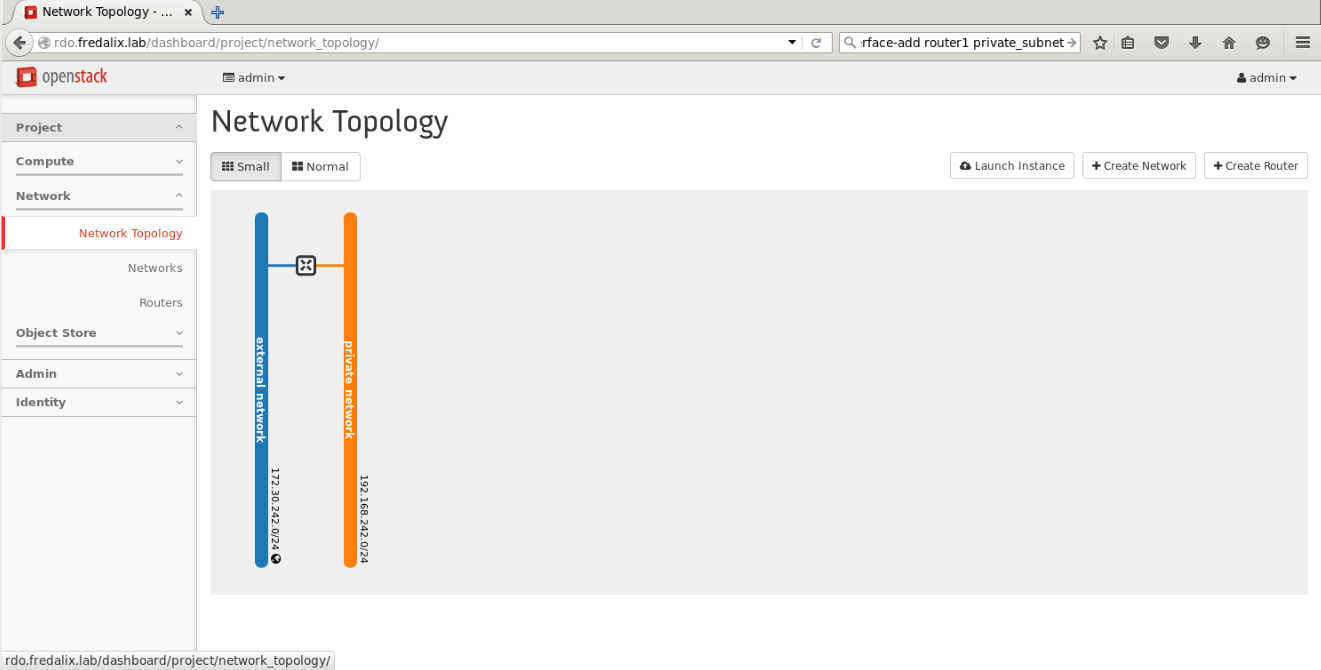 Network Topology - ...
rdo.fredalix.lab/dashboard/project/network_topology/
rface-add router1 private_subnet
openstack
admin
admin
Project
Compute
Network
Network Topology
Networks
Routers
Object Store
Admin
Identity
Network Topology
Small
Normal
Launch Instance
Create Network
Create Router
external network
172.30.242.0/24
private network
192.168.242.0/24
rdo.fredalix.lab/dashboard/project/network_topology/